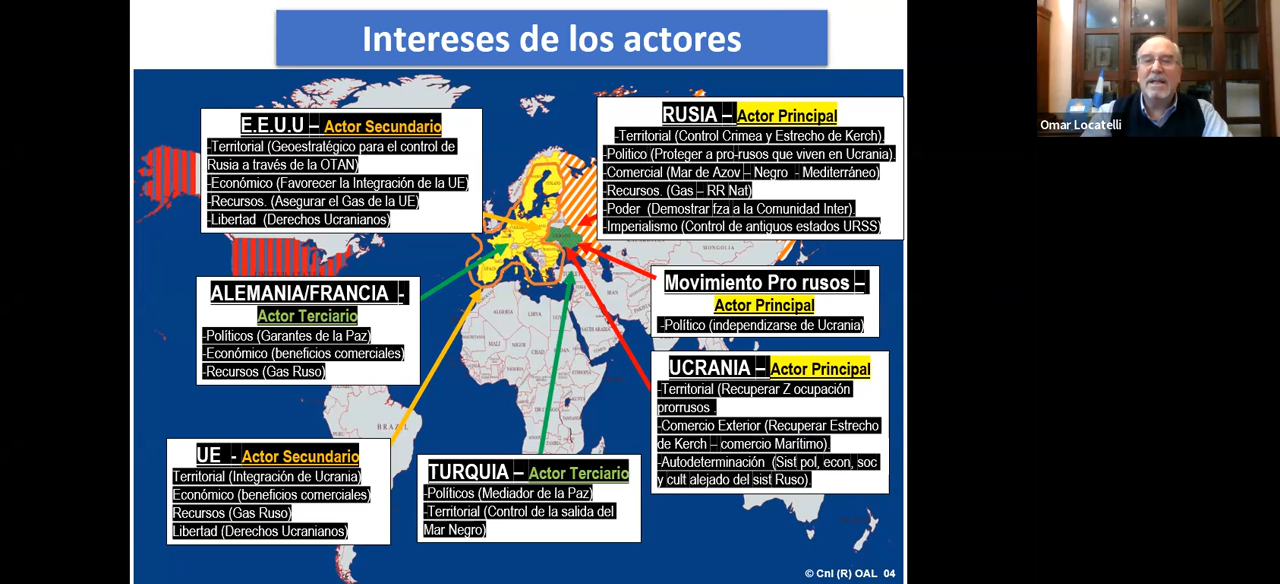 Intereses de los actores
E.E.U.U – Actor Secundario
-Territorial (Geoestratégico para el control de
Rusia a través de la OTAN)
-Económico (Favorecer la Integración de la UE)
-Recursos. (Asegurar el Gas de la UE)
-Libertad (Derechos Ucranianos)
RUSIA – Actor Principal
-Territorial (Control Crimea y Estrecho de Kerch).
-Politico (Proteger a pro-rusos que viven en Ucrania).
-Comercial (Mar de Azov – Negro - Mediterráneo)
-Recursos. (Gas – RR Nat)
-Poder (Demostrar fza a la Comunidad Inter).
-Imperialismo (Control de antiguos estados URSS)
ALEMANIA/FRANCIA -
Actor Terciario
-Políticos (Garantes de la Paz)
-Económico (beneficios comerciales)
-Recursos (Gas Ruso)
Movimiento Pro rusos –
Actor Principal
-Político (independizarse de Ucrania)
UCRANIA – Actor Principal
-Territorial (Recuperar Z ocupación
prorrusos .
-Comercio Exterior (Recuperar Estrecho
de Kerch – comercio Marítimo).
-Autodeterminación (Sist pol, econ, soc
y cult alejado del sist Ruso).
UE - Actor Secundario
Territorial (Integración de Ucrania)
Económico (beneficios comerciales)
Recursos (Gas Ruso)
Libertad (Derechos Ucranianos)
TURQUIA – Actor Terciario
-Políticos (Mediador de la Paz)
-Territorial (Control de la salida del
Mar Negro)
MONGOLIA
ALGERIA
LIBYA
MALI
NIGER
CHAD
IRAN
BRAZIL
© Cnl (R) OAL 04
Omar Locatelli